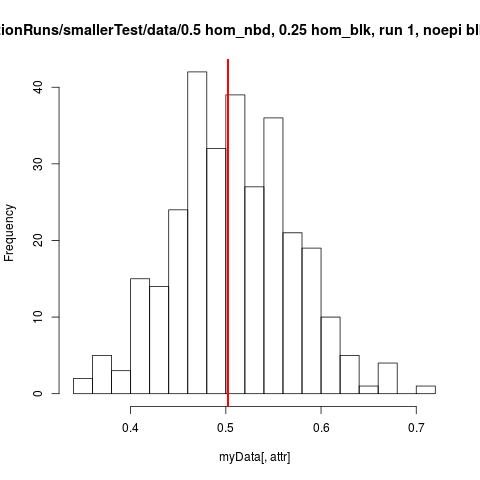 tionRuns/smallerTest/data/0.5 hom_nbd, 0.25 hom_blk, run 1, noepi bl
Frequency
40
30
20
10
0
0.4 0.5 0.6 0.7
myData[, attr]